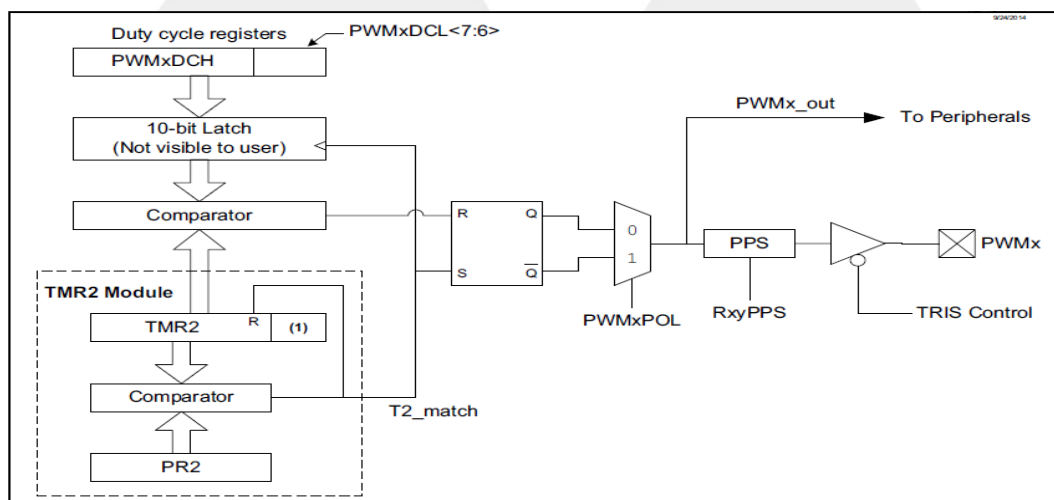 9/24/2014
Duty cycle registers
PWMxDCL<7:6>
PWMxDCH
10-bit Latch
(Not visible to user)
PWMx_out
To Peripherals
Comparator
R
Q
S
Q
0
1
PPS
PWMx
PWMxPOL
RxyPPS
TRIS Control
TMR2 Module
R
TMR2
(1)
Comparator
T2_match
PR2